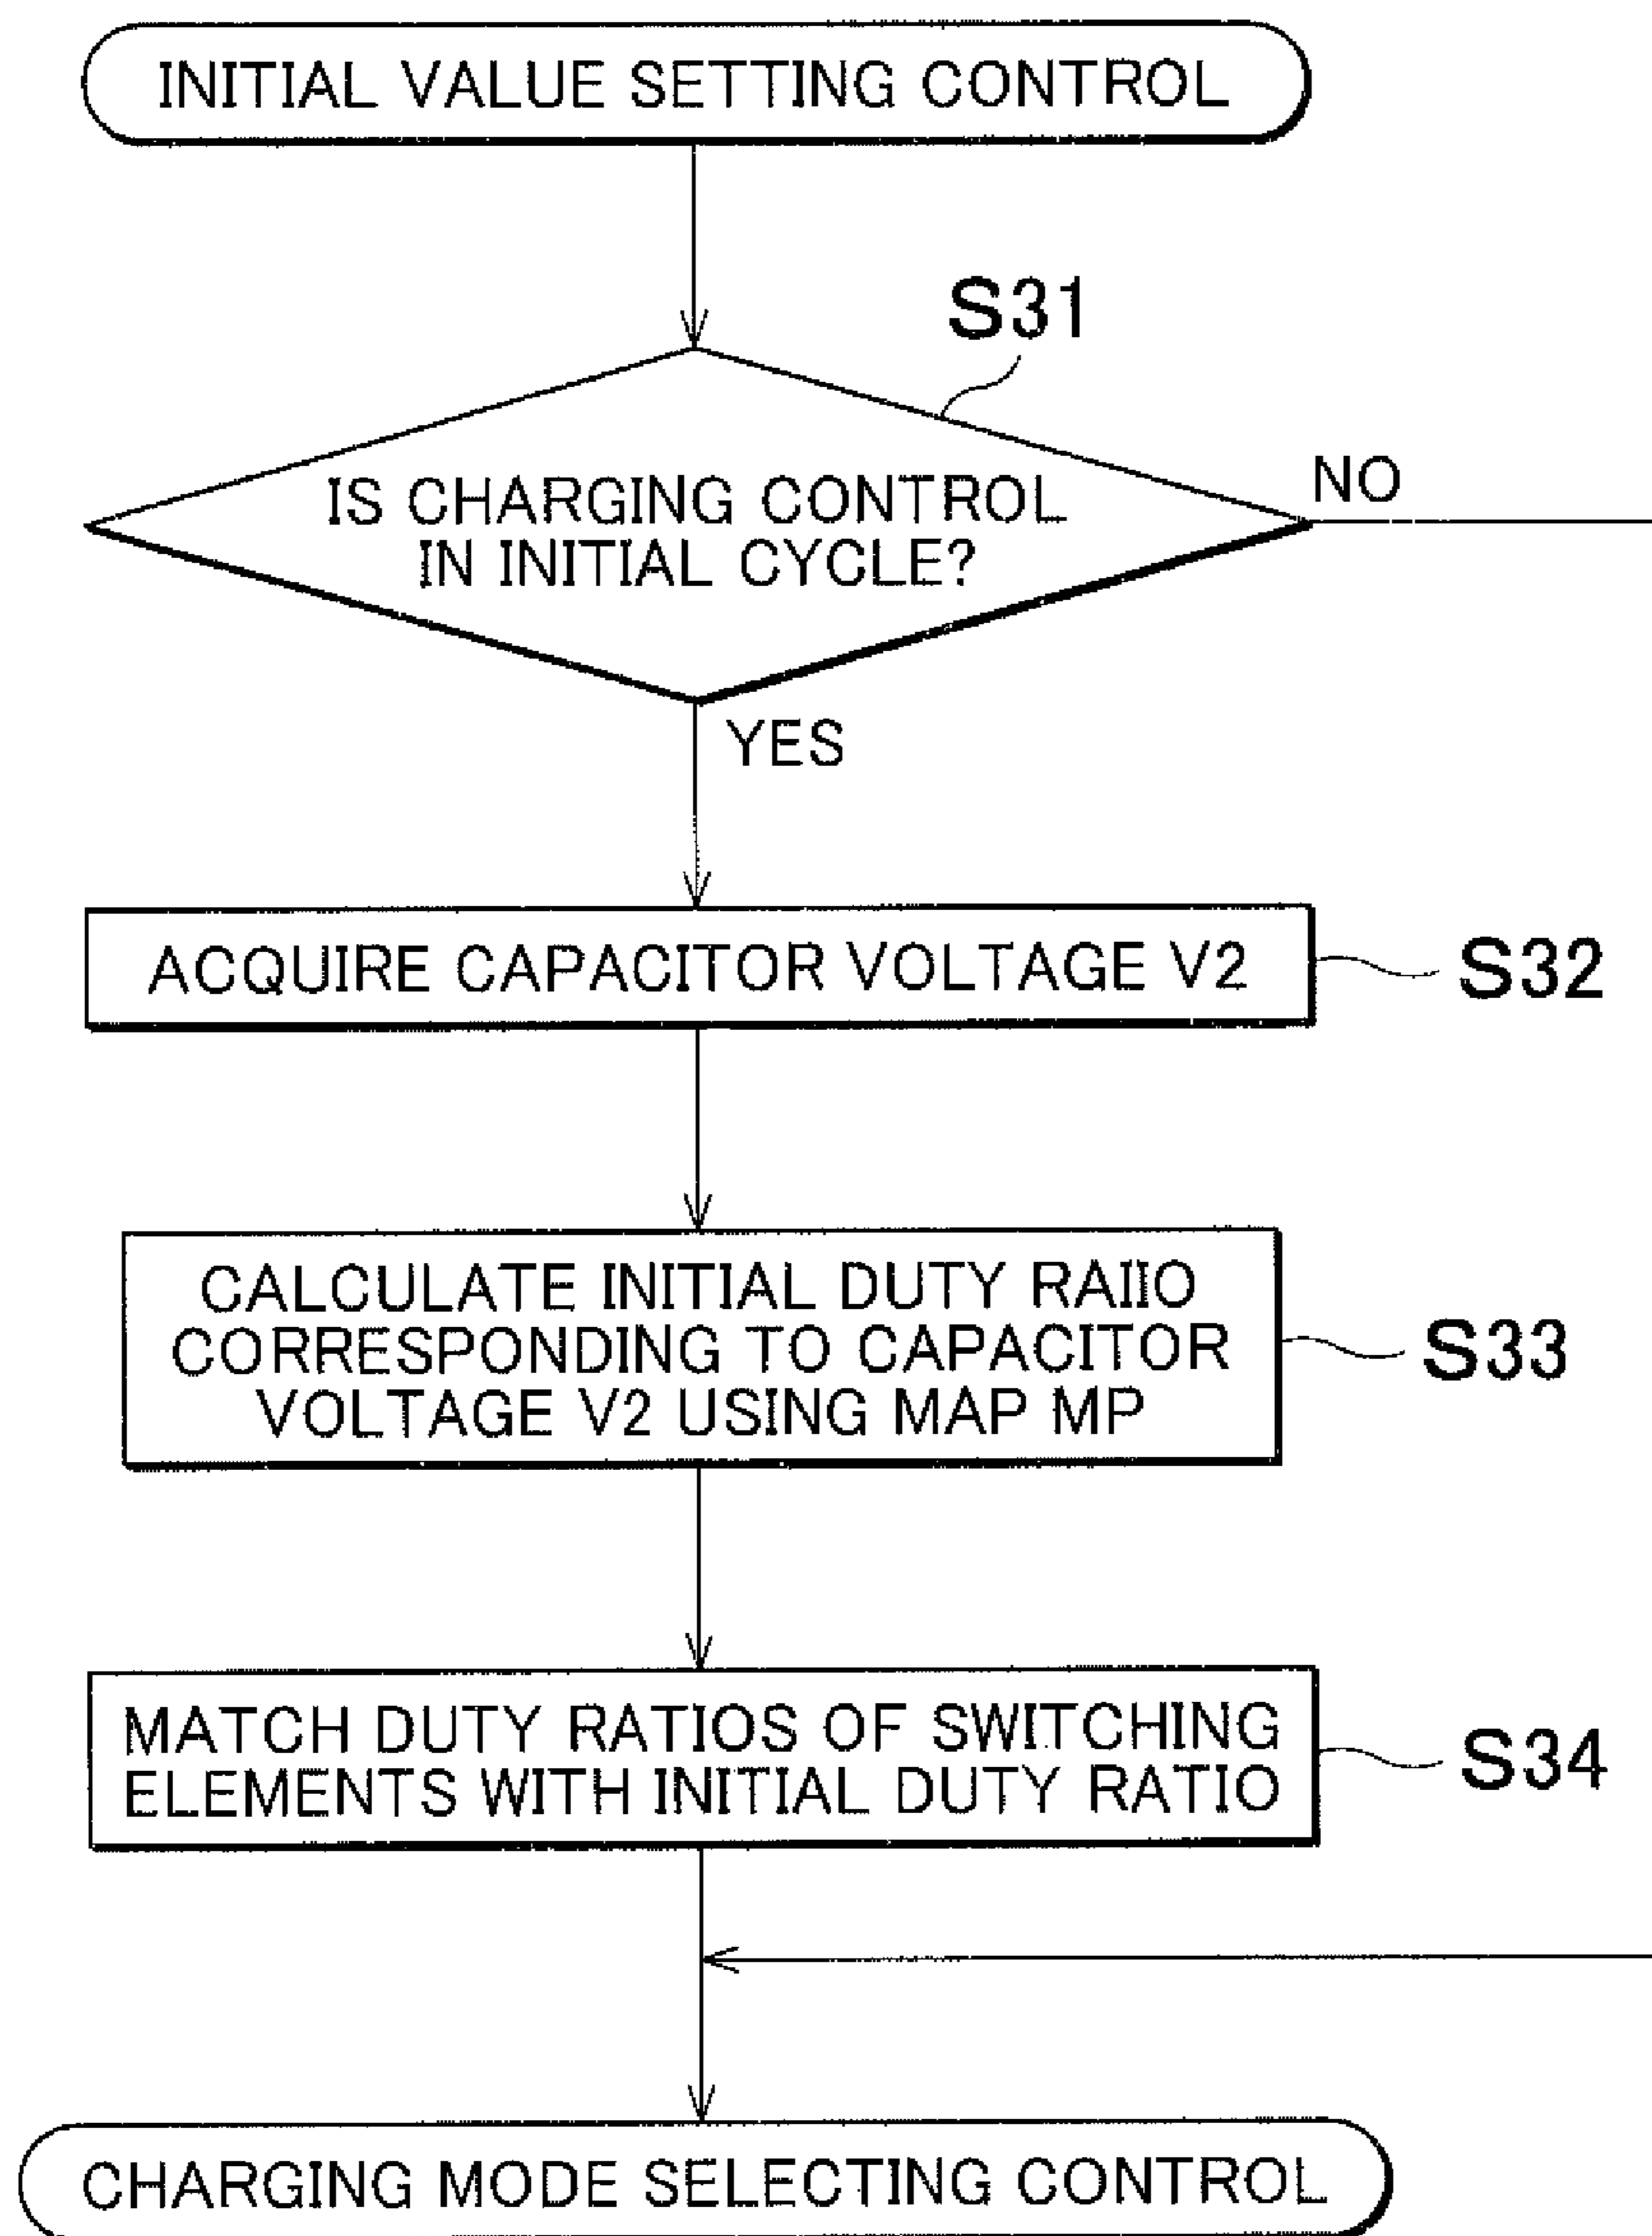 INITIAL VALUE SETTING CONTROL
S31
IS CHARGING CONTROL
IN INITIAL CYCLE?
NO
YES
ACQUIRE CAPACITOR VOLTAGE V2
S32
CALCULATE INITIAL DUTY RAIIO
CORRESPONDING TO CAPACITOR
VOLTAGE V2 USING MAP MP
S33
MATCH DUTY RATIOS OF SWITCHING
ELEMENTS WITH INITIAL DUTY RATIO
S34
CHARGING MODE SELECTING CONTROL